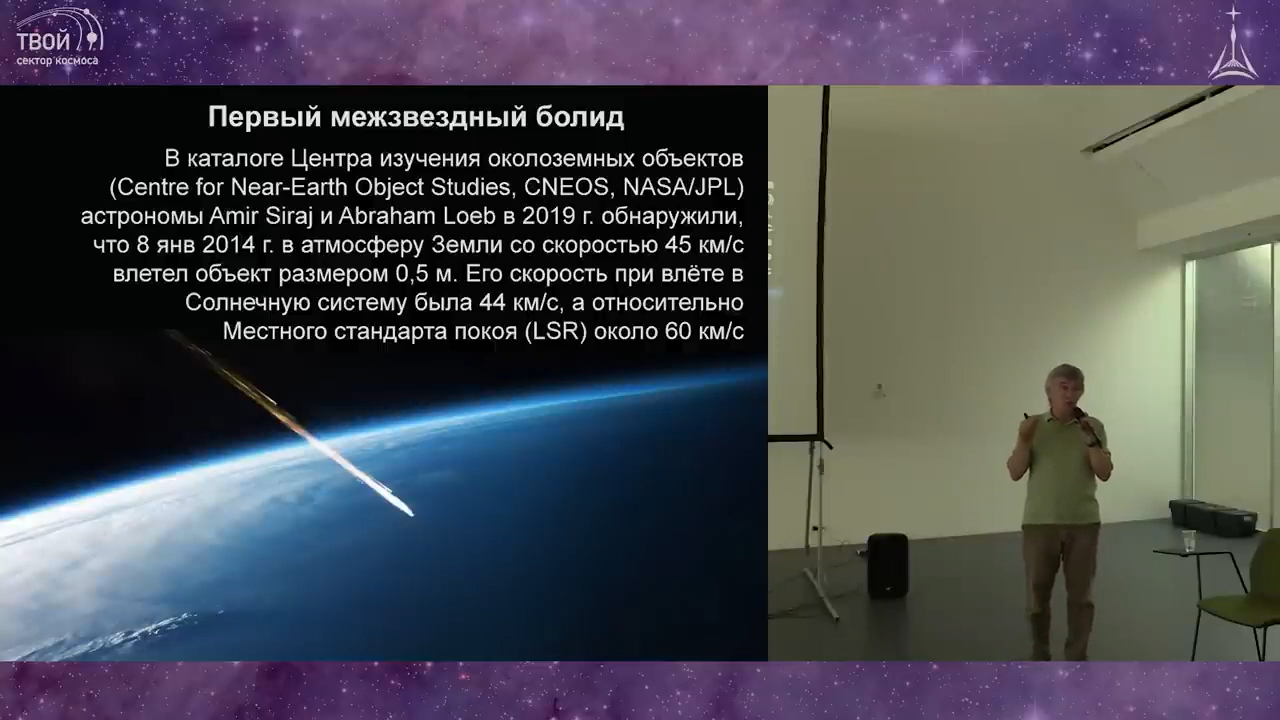 ТВОЙ
сектор космоса
Первый межзвездный болид
В каталоге Центра изучения околоземных объектов
(Centre for Near-Earth Object Studies, CNEOS, NASA/JPL)
астрономы Amir Siraj и Abraham Loeb в 2019 г. обнаружили,
что 8 янв 2014 г. в атмосферу Земли со скоростью 45 км/с
влетел объект размером 0,5 м. Его скорость при влёте в
Солнечную систему была 44 км/с, а относительно
Местного стандарта покоя (LSR) около 60 км/с